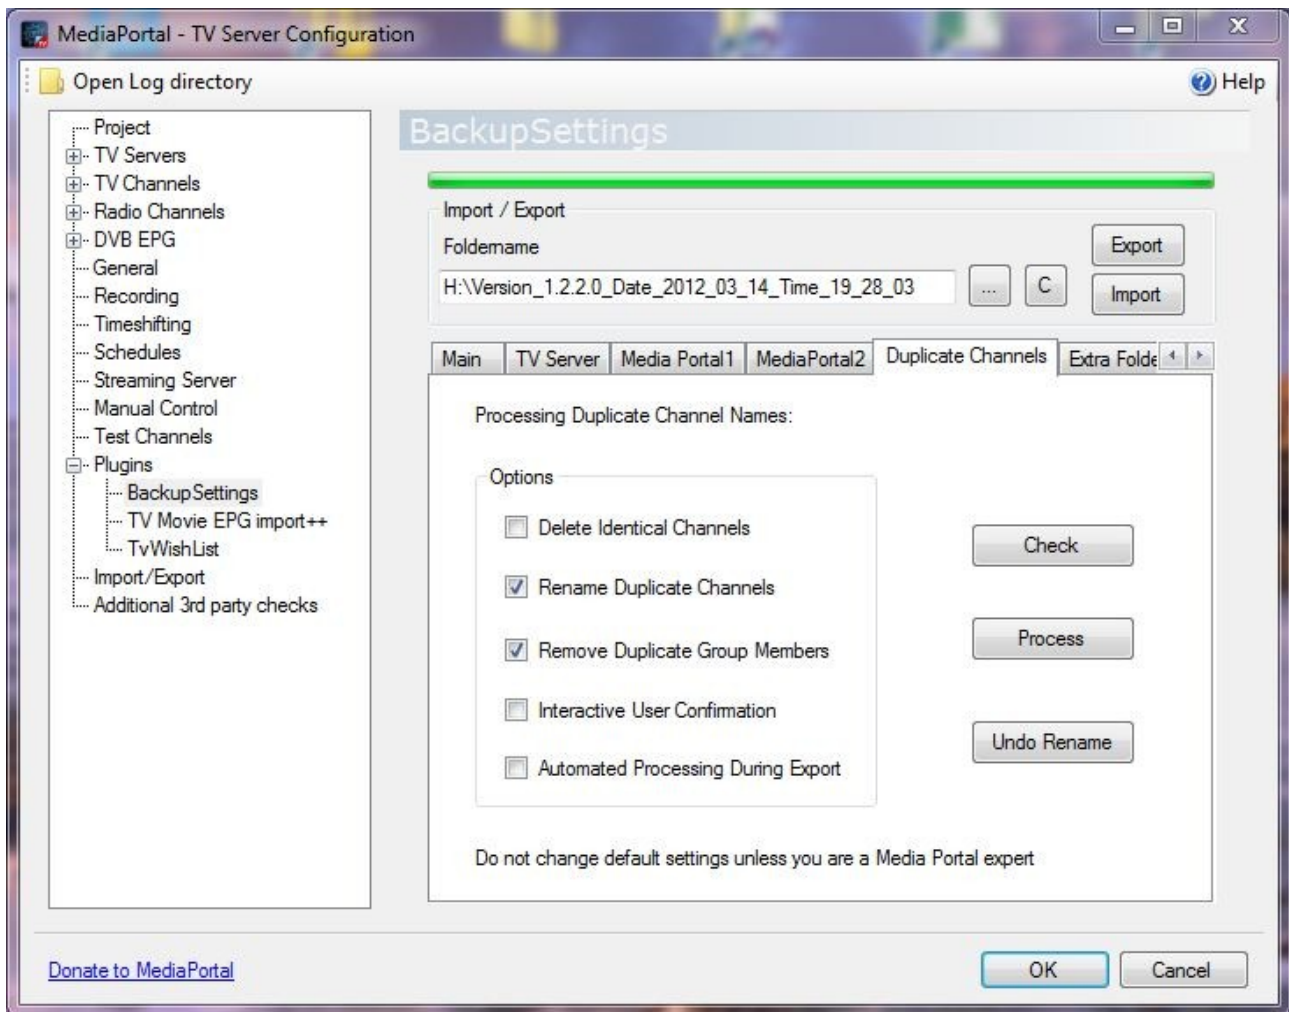 MediaPortal - TV Server Configuration
Open Log directory
Help
Project
TV Servers
TV Channels
Radio Channels
DVB EPG
General
Recording
Timeshifting
Schedules
Streaming Server
Manual Control
Test Channels
Plugins
BackupSettings
TV Movie EPG import++
TvWishList
Import/Export
Additional 3rd party checks
BackupSettings
Import / Export
Foldername
Export
H:\Version_1.2.2.0_Date_2012_03_14_Time_19_28_03
...
C
Import
Main
TV Server
Media Portal1
MediaPortal2
Duplicate Channels
Extra Folde
Processing Duplicate Channel Names:
Options
Delete Identical Channels
Rename Duplicate Channels
Remove Duplicate Group Members
Interactive User Confirmation
Automated Processing During Export
Check
Process
Undo Rename
Do not change default settings unless you are a Media Portal expert
Donate to MediaPortal
OK
Cancel